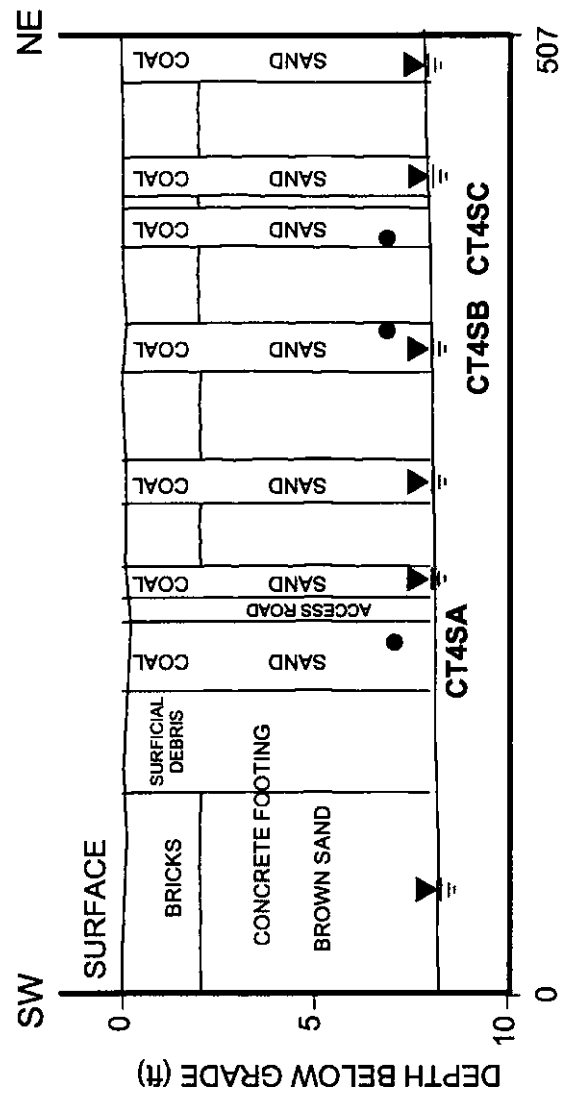 SW
NE
SURFACE
0
5
10
DEPTH BELOW GRADE (ft)
BRICKS
CONCRETE FOOTING
BROWN SAND
SURFICIAL
DEBRIS
COAL
SAND
ACCESS ROAD
COAL
SAND
COAL
SAND
COAL
SAND
COAL
SAND
COAL
SAND
COAL
SAND
CT4SA
CT4SB
CT4SC
0
507